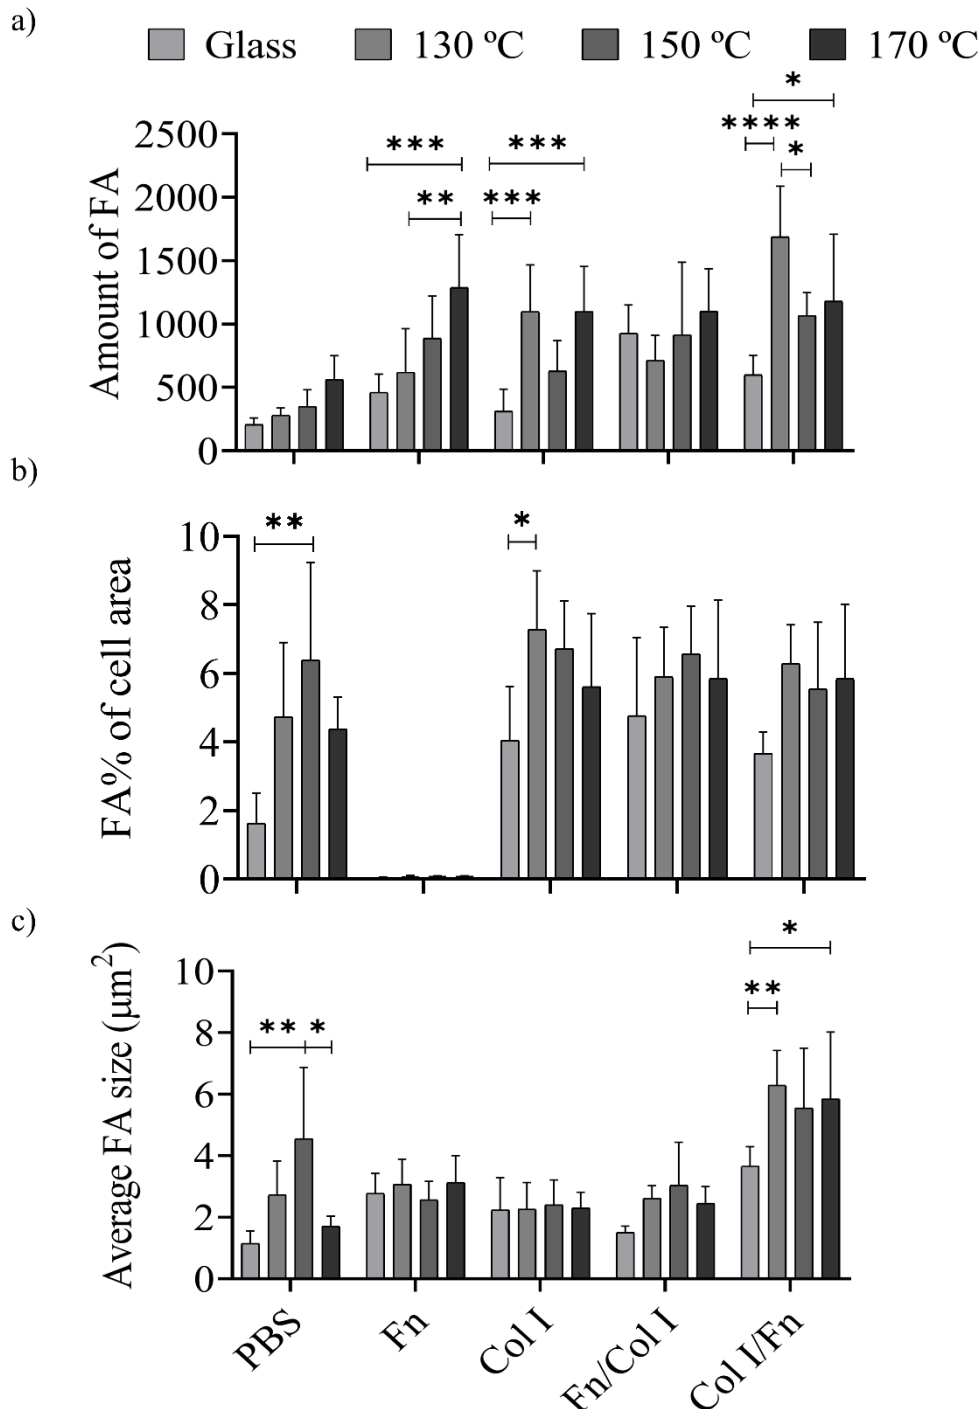 a)
Glass 130 ºC 150 ºC 170 ºC
*
****
*** *** *
** ***
2500
2000
1500
1000
500
0
Amount of FA
b)
** *
10
8
6
4
2
0
FA% of cell area
c)
*
**
** *
10
8
6
4
2
0
Average FA size (µm²)
PBS Fn Col I Fn/Col I Col I/Fn